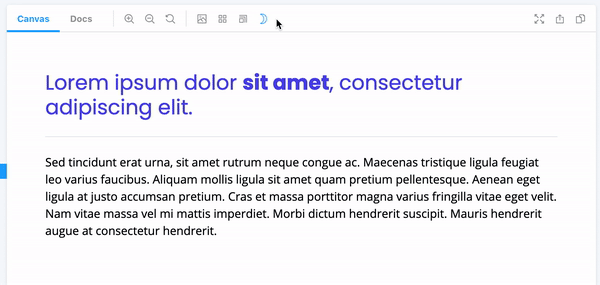 Canvas Docs
Lorem ipsum dolor sit amet, consectetur
adipiscing elit.
Sed tincidunt erat urna, sit amet rutrum neque congue ac. Maecenas tristique ligula feugiat
leo varius faucibus. Aliquam mollis ligula sit amet quam pretium pellentesque. Aenean eget
ligula at justo accumsan pretium. Cras et massa porttitor magna varius fringilla vitae eget velit.
Nam vitae massa vel mi mattis imperdiet. Morbi dictum hendrerit suscipit. Mauris hendrerit
augue at consectetur hendrerit.